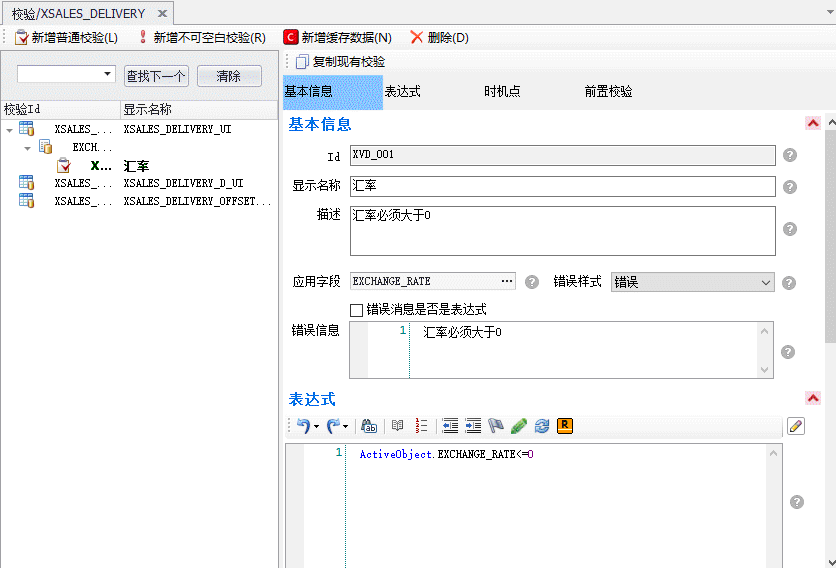 校验/XSALES_DELIVERY
新增普通校验(L) 新增不可空白校验(R) C 新增缓存数据(N) 删除(D)
查找下一个 清除
校验Id 显示名称
XSALES_... XSALES_DELIVERY_UI
EXCH...
X... 汇率
XSALES_... XSALES_DELIVERY_D_UI
XSALES_... XSALES_DELIVERY_OFFSET...
复制现有校验
基本信息 表达式 时机点 前置校验
基本信息
Id XVD_001
显示名称 汇率
描述 汇率必须大于0
应用字段 EXCHANGE_RATE ... 错误样式 错误
错误消息是否是表达式
错误信息 1 汇率必须大于0
表达式
R
1 ActiveObject.EXCHANGE_RATE<=0